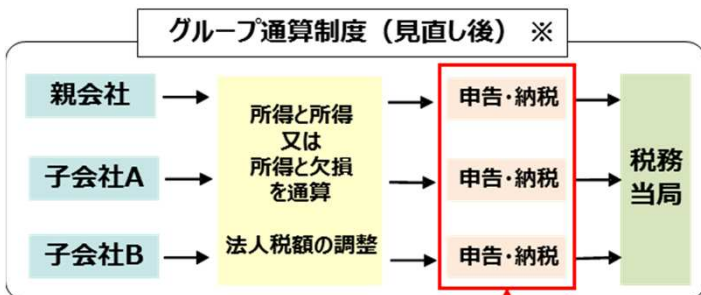 グループ通算制度（見直し後）※
親会社
子会社A
子会社B
所得と所得
又は
所得と欠損
を通算
法人税額の調整
申告・納税
申告・納税
申告・納税
税務
当局